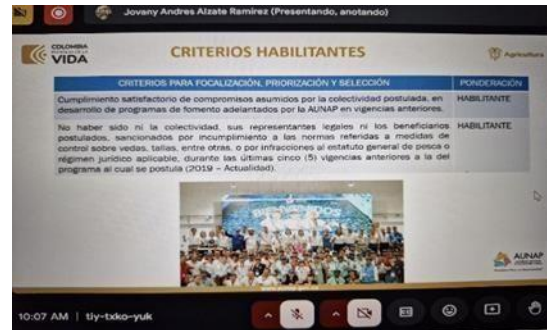 Jovany Andres Alzate Ramirez (Presentando, anotando)
COLOMBIA
VIDA
CRITERIOS HABILITANTES
Agricultura
CRITERIOS PARA FOCALIZACIÓN, PRIORIZACIÓN Y SELECCIÓN
PONDERACIÓN
Cumplimiento satisfactorio de compromisos asumidos por la colectividad postulada, en
HABILITANTE
desarrollo de programas de fomento adelantados por la AUNAP en vigencias anteriores.
No haber sido ni la colectividad, sus representantes legales ni los beneficiarios
HABILITANTE
postulados, sancionados por incumplimiento a las normas referidas a medidas de
control sobre vedas, tallas, entre otras, o por infracciones al estatuto general de pesca o
régimen jurídico aplicable, durante las últimas cinco (5) vigencias anteriores a la del
programa al cual se postula (2019 – Actualidad).
AUNAP
10:07 AM | tiy-txko-yuk